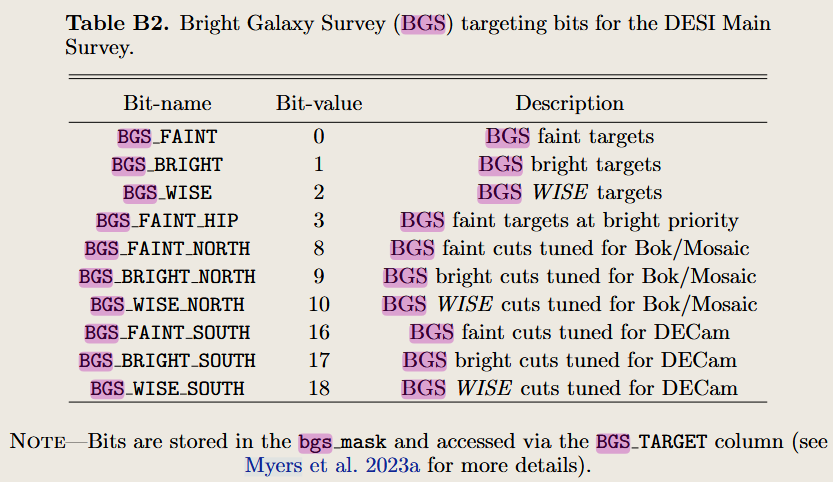 Table B2. Bright Galaxy Survey (BGS) targeting bits for the DESI Main
Survey.
Bit-name Bit-value Description
BGS_FAINT 0 BGS faint targets
BGS_BRIGHT 1 BGS bright targets
BGS_WISE 2 BGS WISE targets
BGS_FAINT_HIP 3 BGS faint targets at bright priority
BGS_FAINT_NORTH 8 BGS faint cuts tuned for Bok/Mosaic
BGS_BRIGHT_NORTH 9 BGS bright cuts tuned for Bok/Mosaic
BGS_WISE_NORTH 10 BGS WISE cuts tuned for Bok/Mosaic
BGS_FAINT_SOUTH 16 BGS faint cuts tuned for DECam
BGS_BRIGHT_SOUTH 17 BGS bright cuts tuned for DECam
BGS_WISE_SOUTH 18 BGS WISE cuts tuned for DECam
Note—Bits are stored in the bgs_mask and accessed via the BGS_TARGET column (see
Myers et al. 2023a for more details).